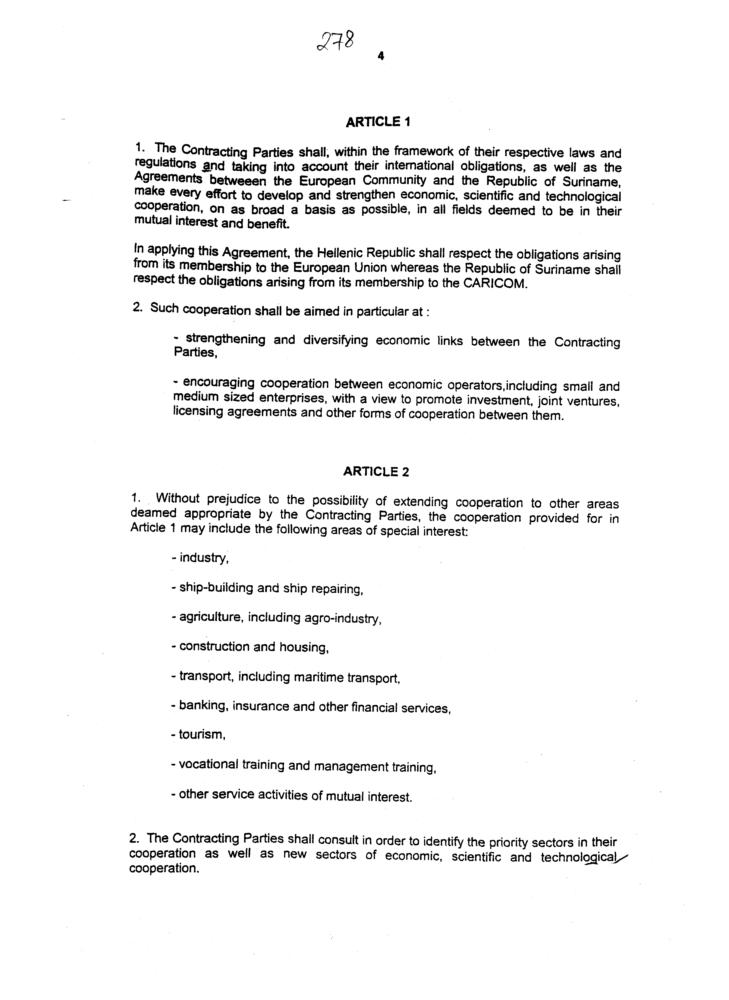 278
4
ARTICLE 1
1. The Contracting Parties shall, within the framework of their respective laws and
regulations and taking into account their international obligations, as well as the
Agreements betweeen the European Community and the Republic of Suriname,
make every effort to develop and strengthen economic, scientific and technological
cooperation, on as broad a basis as possible, in all fields deemed to be in their
mutual interest and benefit.
In applying this Agreement, the Hellenic Republic shall respect the obligations arising
from its membership to the European Union whereas the Republic of Suriname shall
respect the obligations arising from its membership to the CARICOM.
2. Such cooperation shall be aimed in particular at :
- strengthening and diversifying economic links between the Contracting
Parties,
- encouraging cooperation between economic operators,including small and
medium sized enterprises, with a view to promote investment, joint ventures,
licensing agreements and other forms of cooperation between them.
ARTICLE 2
1. Without prejudice to the possibility of extending cooperation to other areas
deamed appropriate by the Contracting Parties, the cooperation provided for in
Article 1 may include the following areas of special interest:
- industry,
- ship-building and ship repairing,
- agriculture, including agro-industry,
- construction and housing,
- transport, including maritime transport,
- banking, insurance and other financial services,
- tourism,
- vocational training and management training,
- other service activities of mutual interest.
2. The Contracting Parties shall consult in order to identify the priority sectors in their
cooperation as well as new sectors of economic, scientific and technological
cooperation.